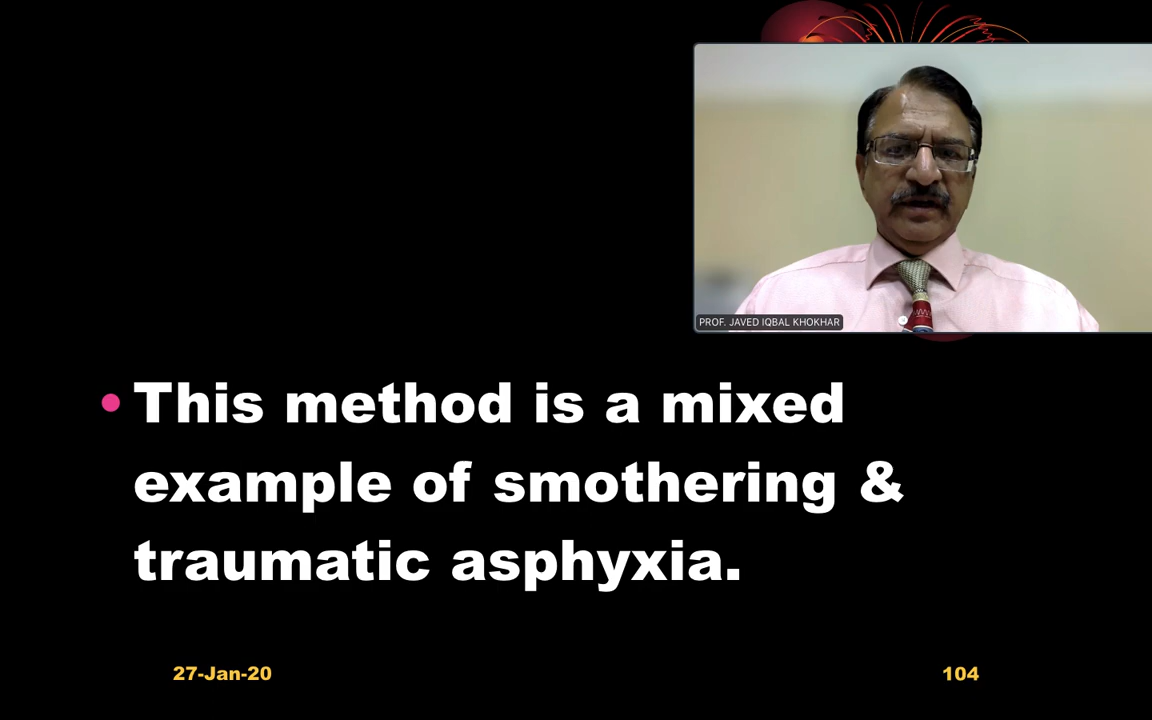 PROF. JAVED IQBAL KHOKHAR
• This method is a mixed
example of smothering &
traumatic asphyxia.
27-Jan-20
104